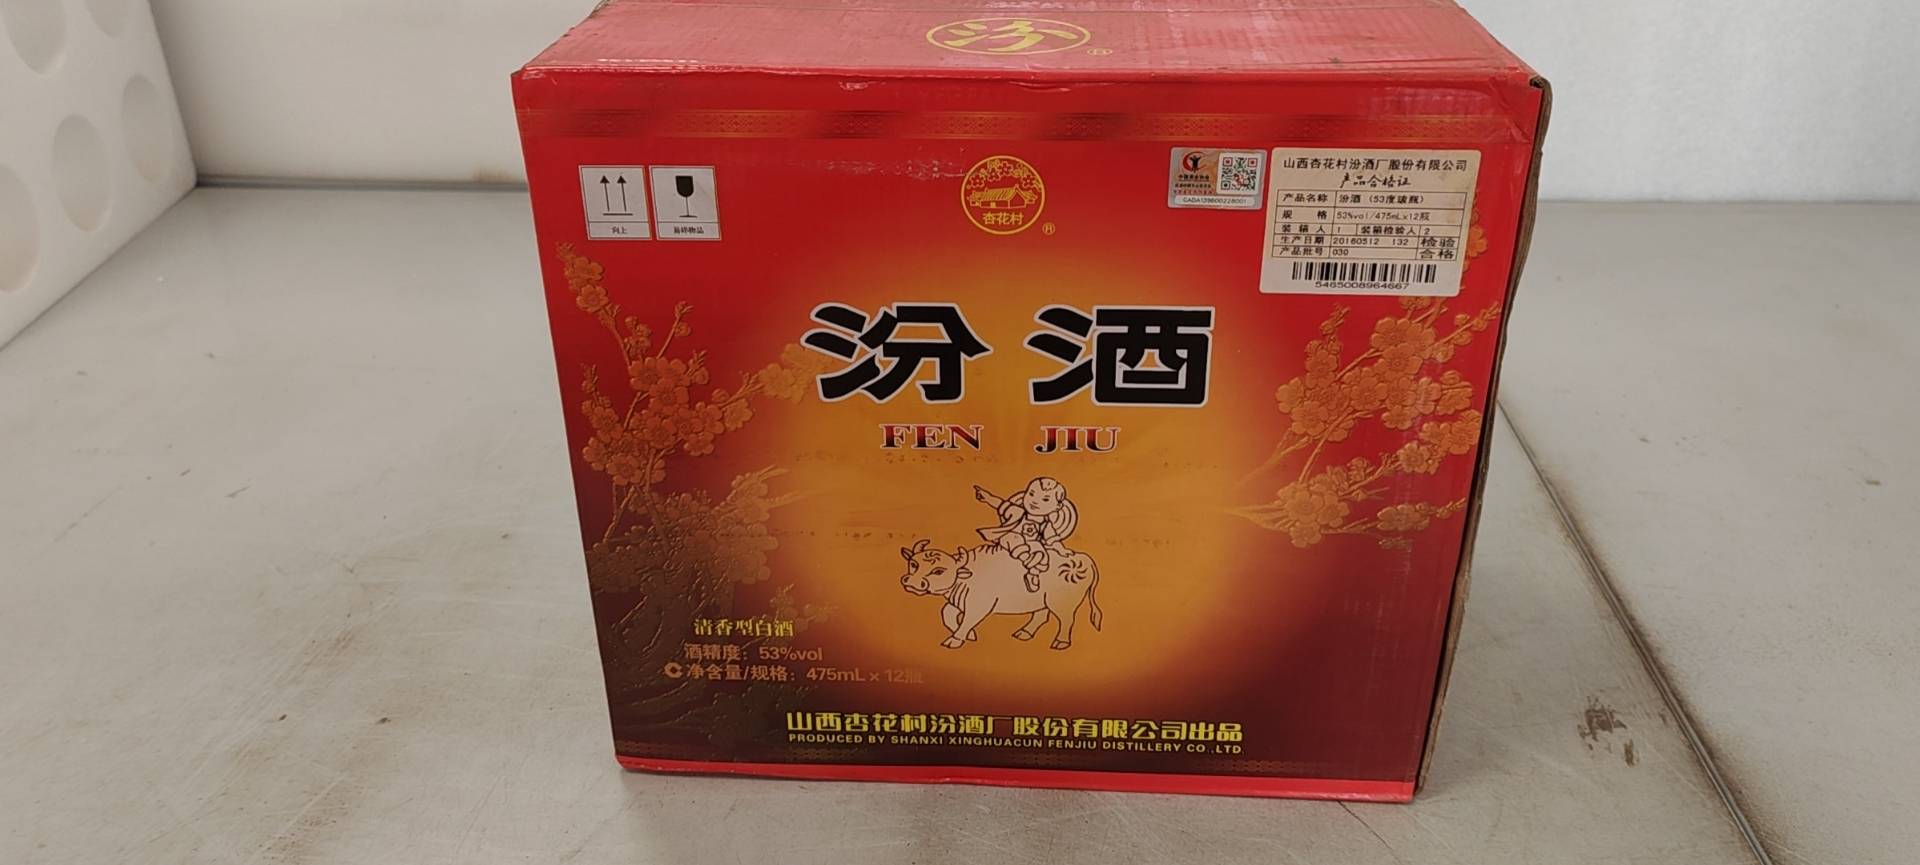 汾
向上
易碎物品
杏花村
®
CADA139600228001
山西杏花村汾酒厂股份有限公司
产品合格证
产品名称 汾酒 (53度玻瓶)
规 格 53%vol/475mL×12瓶
装箱人 1 装箱检验人 2
生产日期 20160512 132 检验
产品批号 030 合格
5465008964667
汾酒
FEN JIU
清香型白酒
酒精度：53%vol
净含量/规格：475mL×12瓶
山西杏花村汾酒厂股份有限公司出品
PRODUCED BY SHANXI XINGHUACUN FENJIU DISTILLERY CO.,LTD.